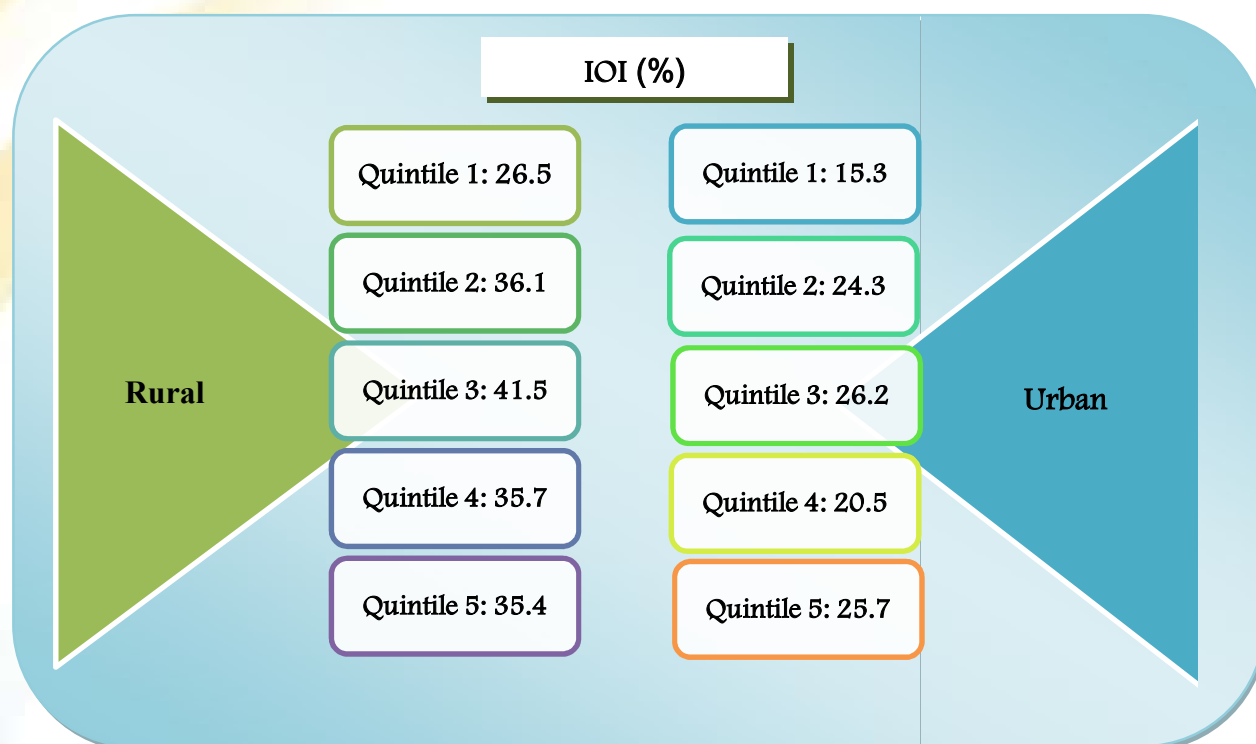 IOI (%)
Rural
Quintile 1: 26.5
Quintile 2: 36.1
Quintile 3: 41.5
Quintile 4: 35.7
Quintile 5: 35.4
Quintile 1: 15.3
Quintile 2: 24.3
Quintile 3: 26.2
Quintile 4: 20.5
Quintile 5: 25.7
Urban